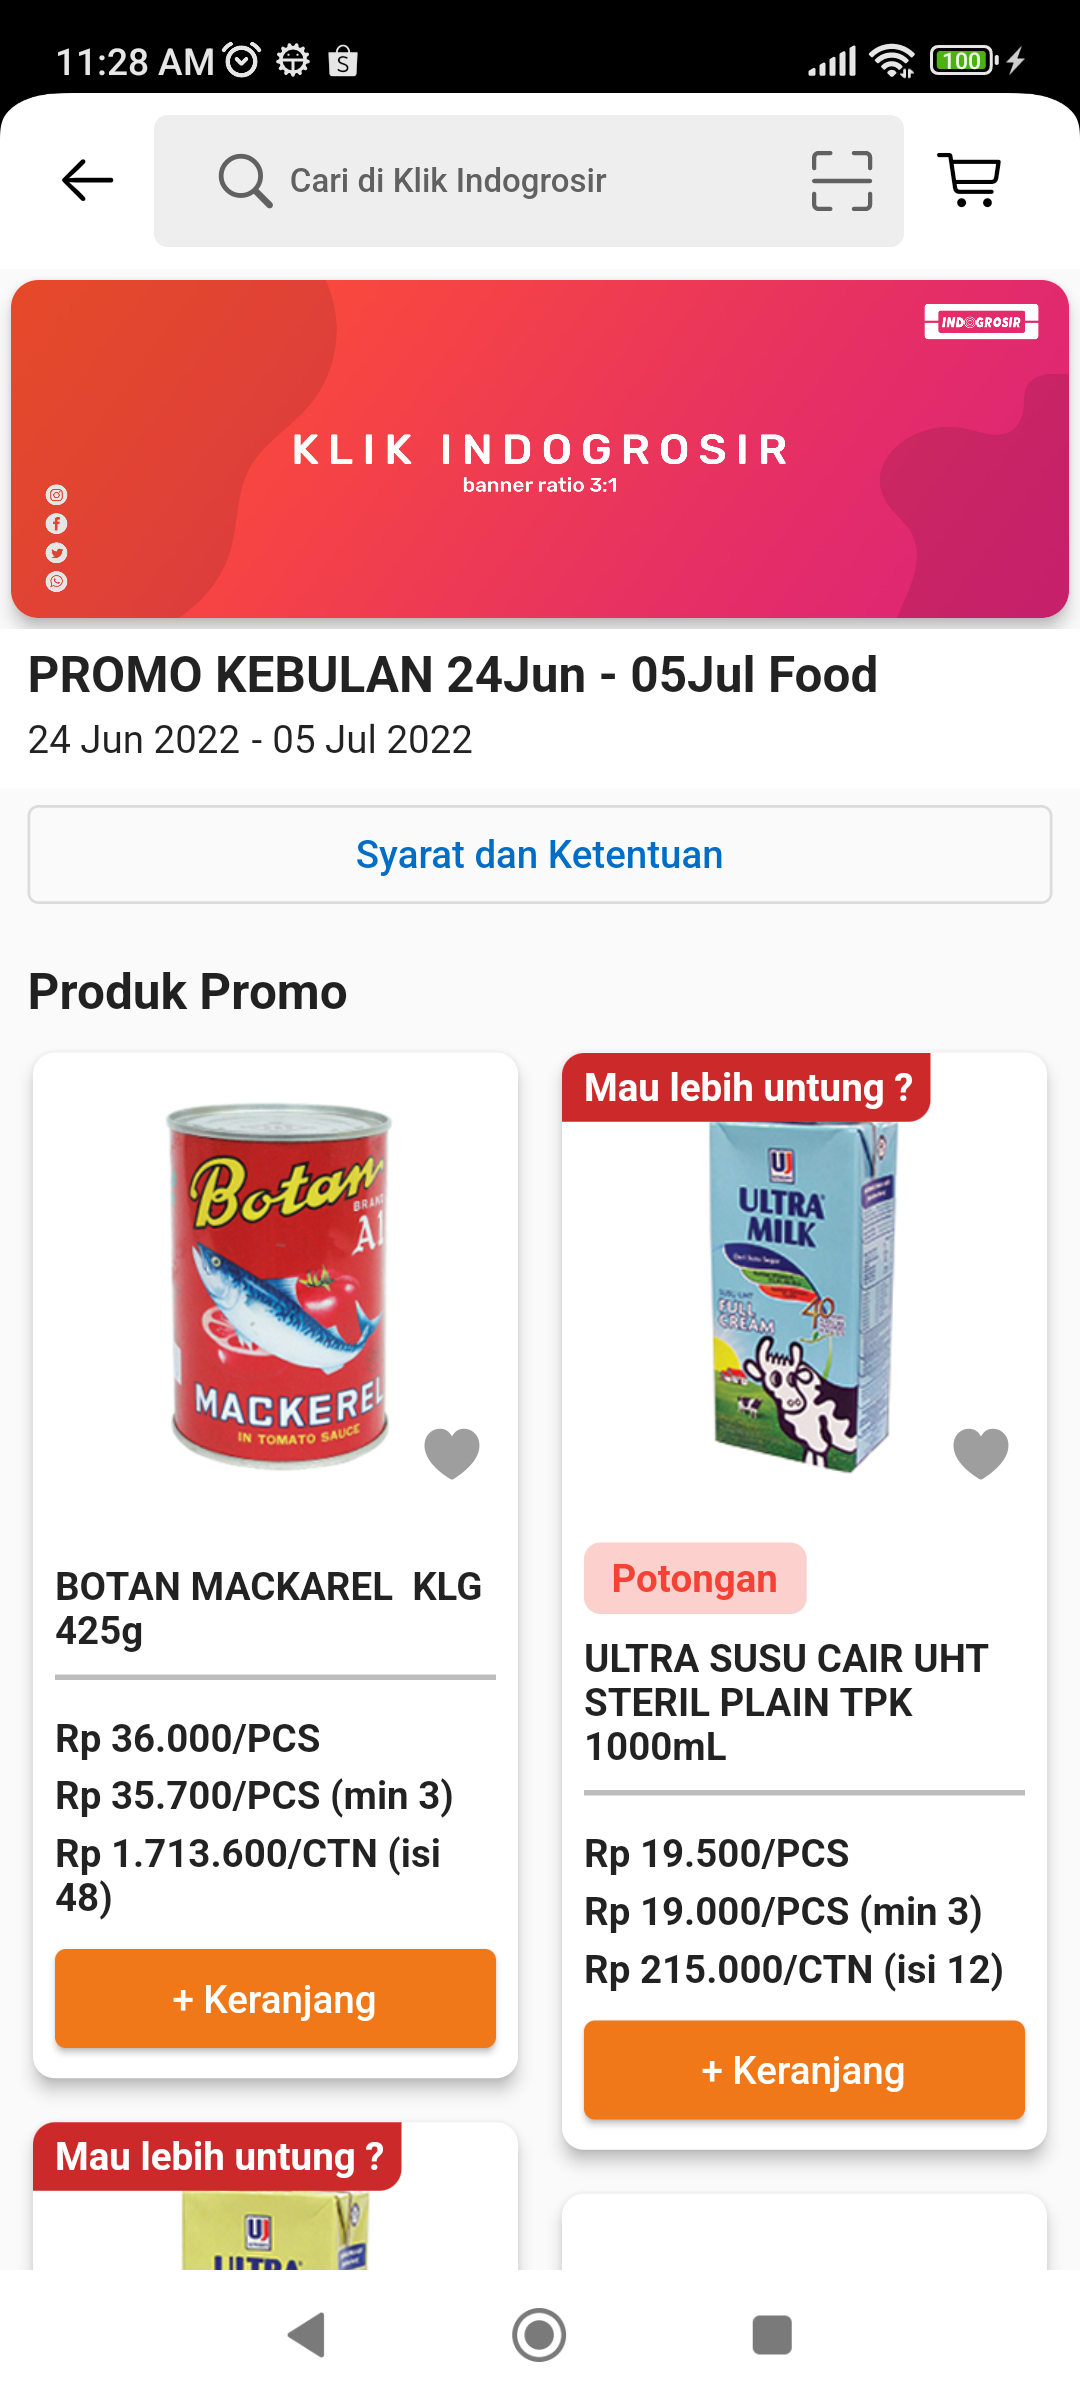 11:28 AM
100
Cari di Klik Indogrosir
INDOGROSIR
KLIK INDOGROSIR
banner ratio 3:1
PROMO KEBULAN 24Jun - 05Jul Food
24 Jun 2022 - 05 Jul 2022
Syarat dan Ketentuan
Produk Promo
Botan
BRAND
A1
MACKEREL
IN TOMATO SAUCE
BOTAN MACKAREL  KLG
425g
Rp 36.000/PCS
Rp 35.700/PCS (min 3)
Rp 1.713.600/CTN (isi
48)
+ Keranjang
Mau lebih untung ?
ULTRA
MILK
SUSU UHT
FULL
CREAM
40
Potongan
ULTRA SUSU CAIR UHT
STERIL PLAIN TPK
1000mL
Rp 19.500/PCS
Rp 19.000/PCS (min 3)
Rp 215.000/CTN (isi 12)
+ Keranjang
Mau lebih untung ?
ULTRA